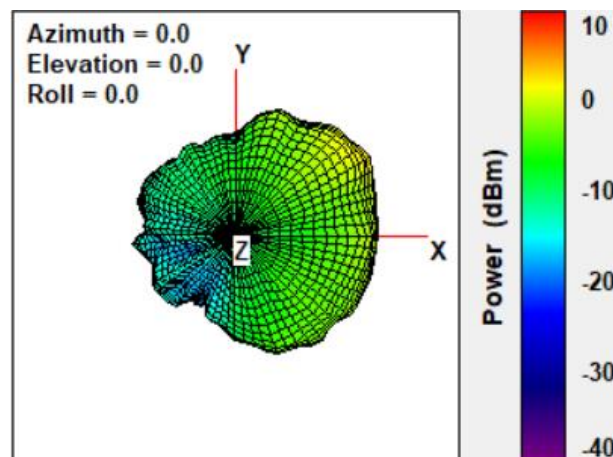 Azimuth = 0.0
Elevation = 0.0
Roll = 0.0
Y
X
Z
Power (dBm)
10
0
-10
-20
-30
-40